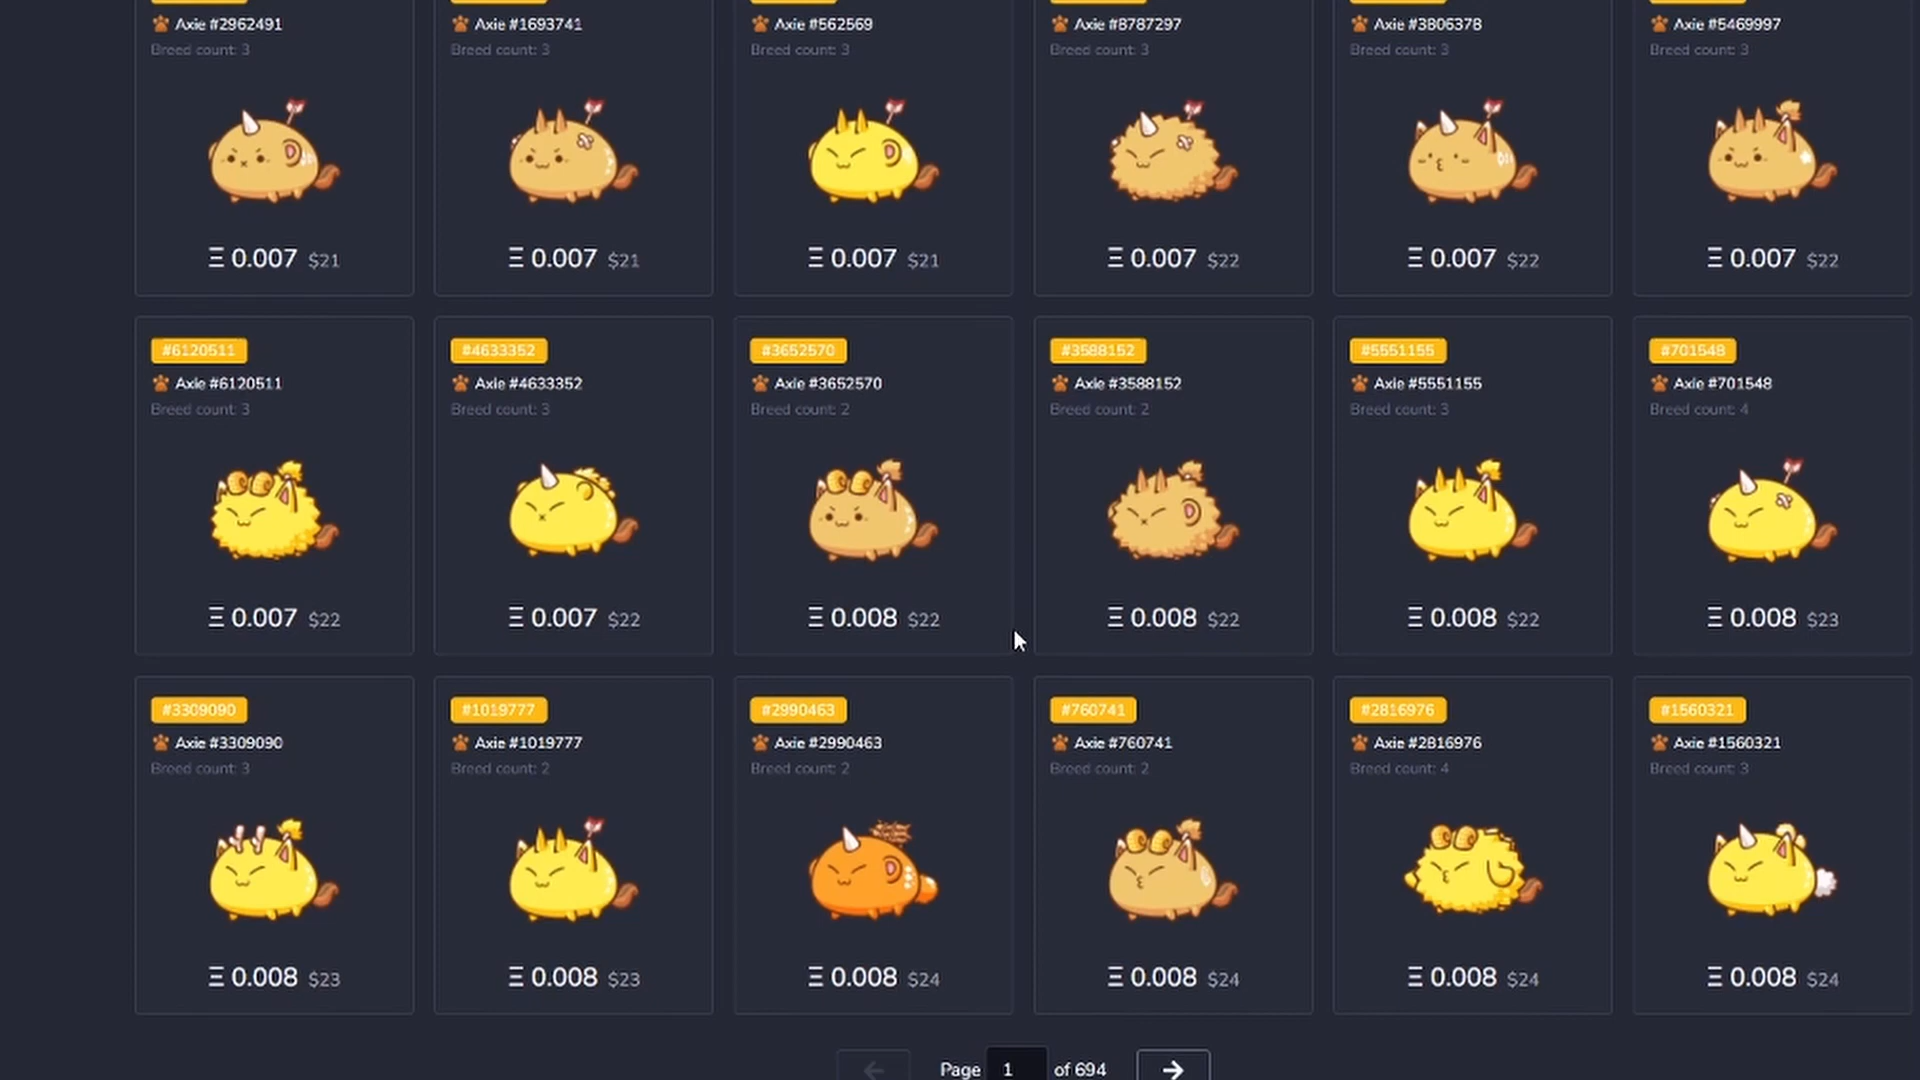 Axie #2962491
Breed count: 3
Ξ 0.007 $21
Axie #1693741
Breed count: 3
Ξ 0.007 $21
Axie #562569
Breed count: 3
Ξ 0.007 $21
Axie #8787297
Breed count: 3
Ξ 0.007 $22
Axie #3806378
Breed count: 3
Ξ 0.007 $22
Axie #5469997
Breed count: 3
Ξ 0.007 $22
#6120511
Axie #6120511
Breed count: 3
Ξ 0.007 $22
#4633352
Axie #4633352
Breed count: 3
Ξ 0.007 $22
#3652570
Axie #3652570
Breed count: 2
Ξ 0.008 $22
#3588152
Axie #3588152
Breed count: 2
Ξ 0.008 $22
#5551155
Axie #5551155
Breed count: 3
Ξ 0.008 $22
#701548
Axie #701548
Breed count: 4
Ξ 0.008 $23
#3309090
Axie #3309090
Breed count: 3
Ξ 0.008 $23
#1019777
Axie #1019777
Breed count: 2
Ξ 0.008 $23
#2990463
Axie #2990463
Breed count: 2
Ξ 0.008 $24
#760741
Axie #760741
Breed count: 2
Ξ 0.008 $24
#2816976
Axie #2816976
Breed count: 4
Ξ 0.008 $24
#1560321
Axie #1560321
Breed count: 3
Ξ 0.008 $24
Page 1 of 694